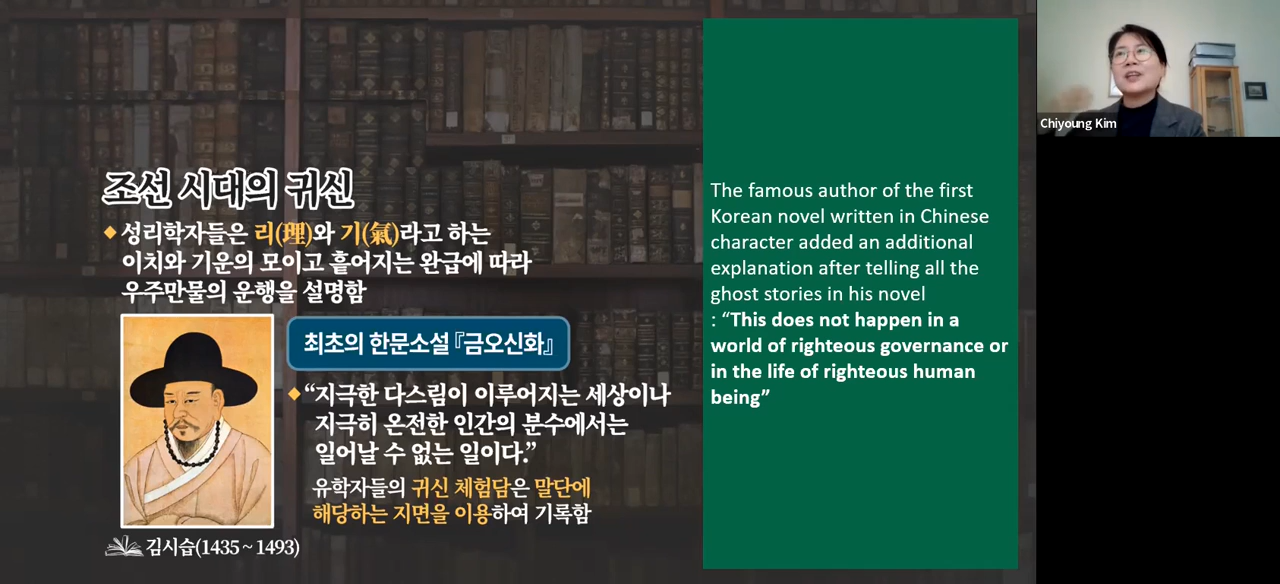 조선 시대의 귀신
◆ 성리학자들은 리(理)와 기(氣)라고 하는
이치와 기운의 모이고 흩어지는 완급에 따라
우주만물의 운행을 설명함
최초의 한문소설『금오신화』
◆ “지극한 다스림이 이루어지는 세상이나
지극히 온전한 인간의 분수에서는
일어날 수 없는 일이다.”
유학자들의 귀신 체험담은 말단에
해당하는 지면을 이용하여 기록함
김시습(1435 ~ 1493)
The famous author of the first
Korean novel written in Chinese
character added an additional
explanation after telling all the
ghost stories in his novel
: “This does not happen in a
world of righteous governance or
in the life of righteous human
being”
Chiyoung Kim